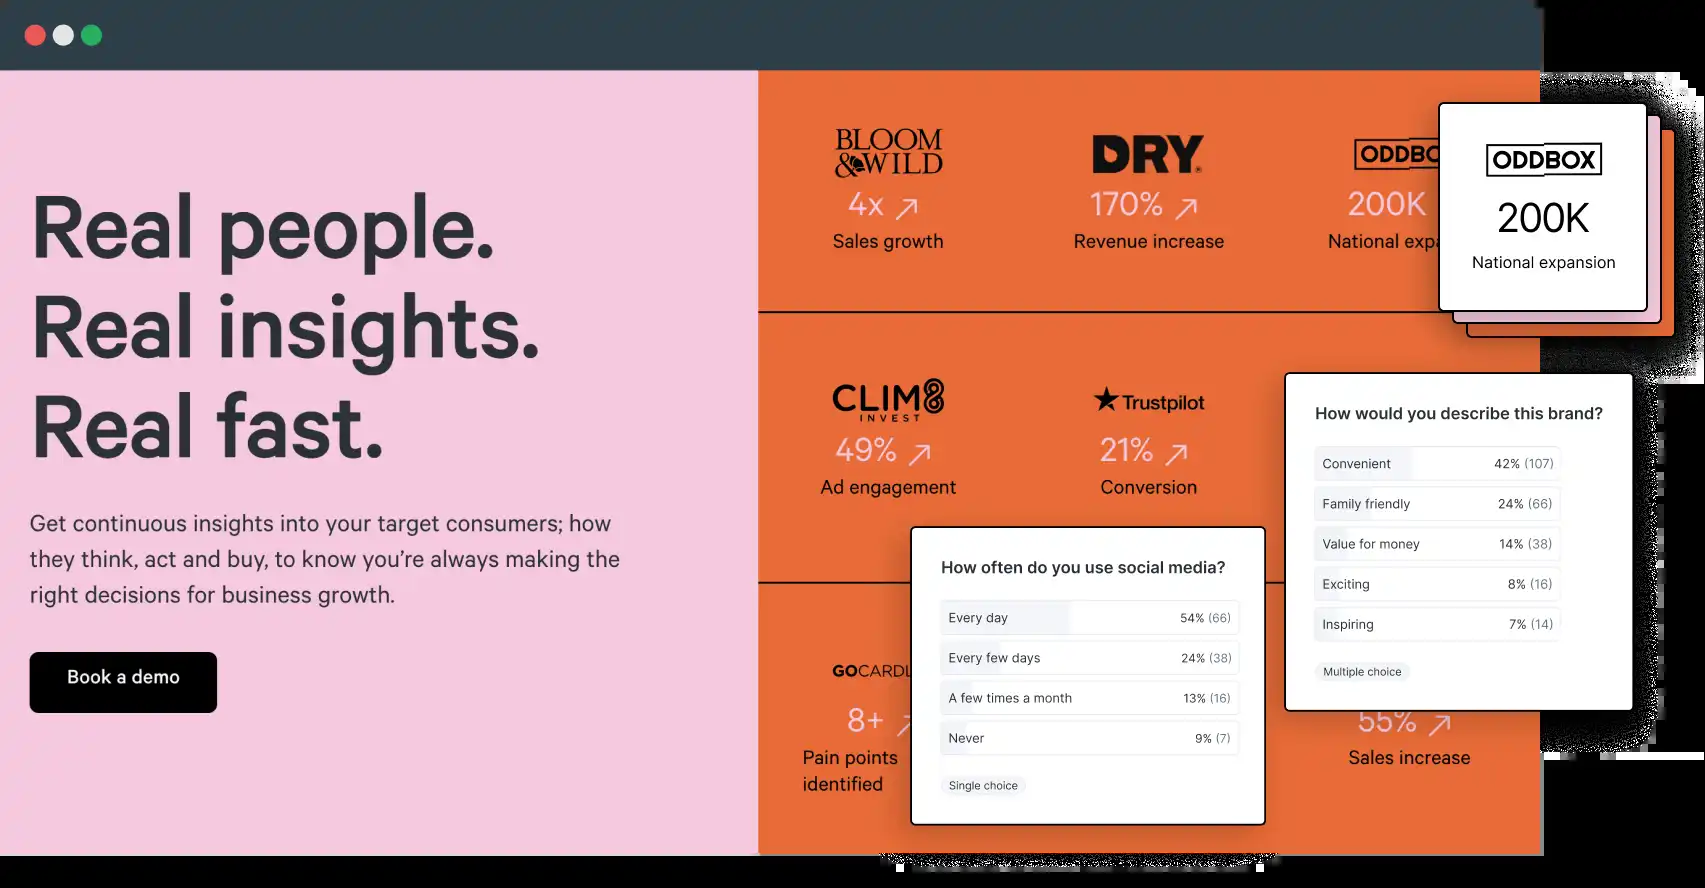 Real people.
Real insights.
Real fast.
Get continuous insights into your target consumers; how
they think, act and buy, to know you’re always making the
right decisions for business growth.
Book a demo
BLOOM
&WILD
4x
Sales growth
DRY
170%
Revenue increase
ODDBO
200K
National expa
ODDBOX
200K
National expansion
CLIM8
INVEST
49%
Ad engagement
Trustpilot
21%
Conversion
GOCARDL
8+
Pain points
identified
How often do you use social media?
Every day 54% (66)
Every few days 24% (38)
A few times a month 13% (16)
Never 9% (7)
Single choice
How would you describe this brand?
Convenient 42% (107)
Family friendly 24% (66)
Value for money 14% (38)
Exciting 8% (16)
Inspiring 7% (14)
Multiple choice
55%
Sales increase